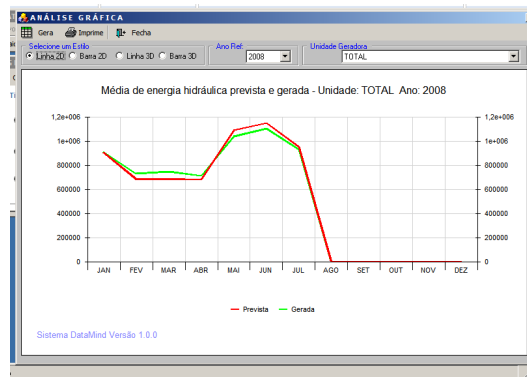 ANÁLISE GRÁFICA
Gera Imprime Fecha
Selecione um Estilo Ano Ref: Unidade Geradora
Linha 2D Barra 2D Linha 3D Barra 3D 2008 TOTAL
Média de energia hidráulica prevista e gerada - Unidade: TOTAL Ano: 2008
1,2e+006 1,2e+006
1e+006 1e+006
800000 800000
600000 600000
400000 400000
200000 200000
0 0
JAN FEV MAR ABR MAI JUN JUL AGO SET OUT NOV DEZ
Prevista Gerada
Sistema DataMind Versão 1.0.0